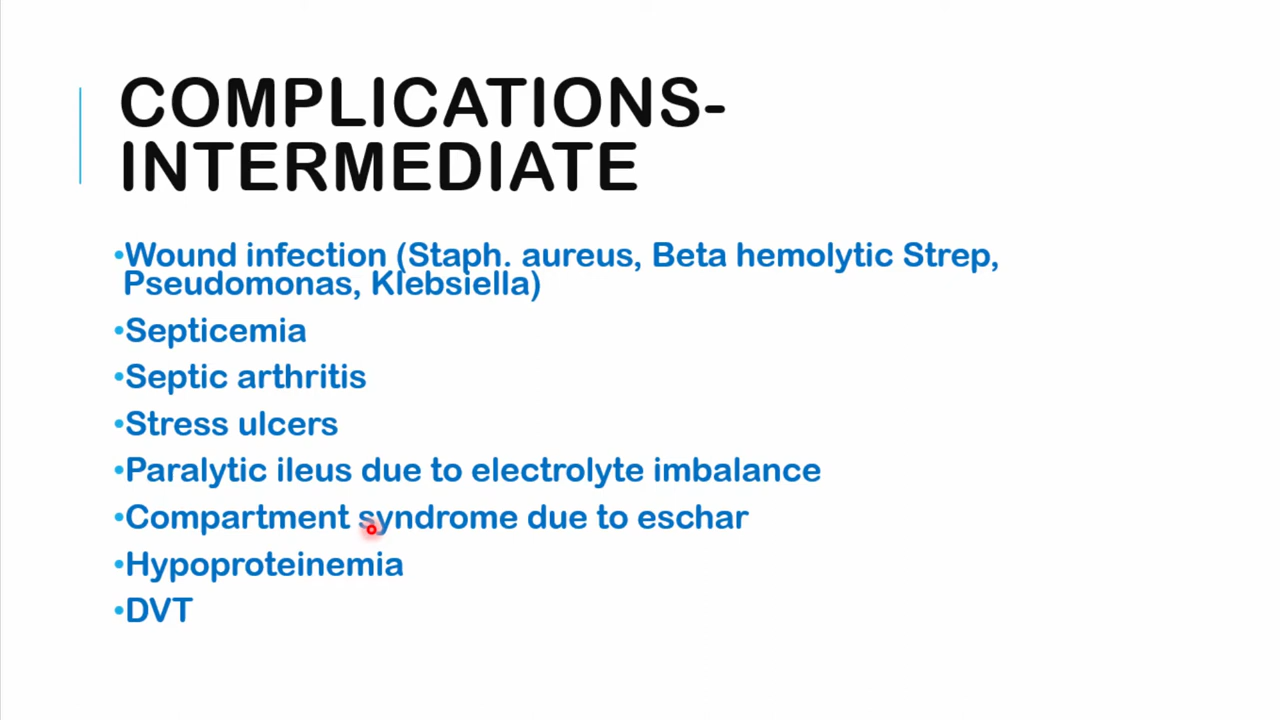 COMPLICATIONS-
INTERMEDIATE
•Wound infection (Staph. aureus, Beta hemolytic Strep,
Pseudomonas, Klebsiella)
•Septicemia
•Septic arthritis
•Stress ulcers
•Paralytic ileus due to electrolyte imbalance
•Compartment syndrome due to eschar
•Hypoproteinemia
•DVT